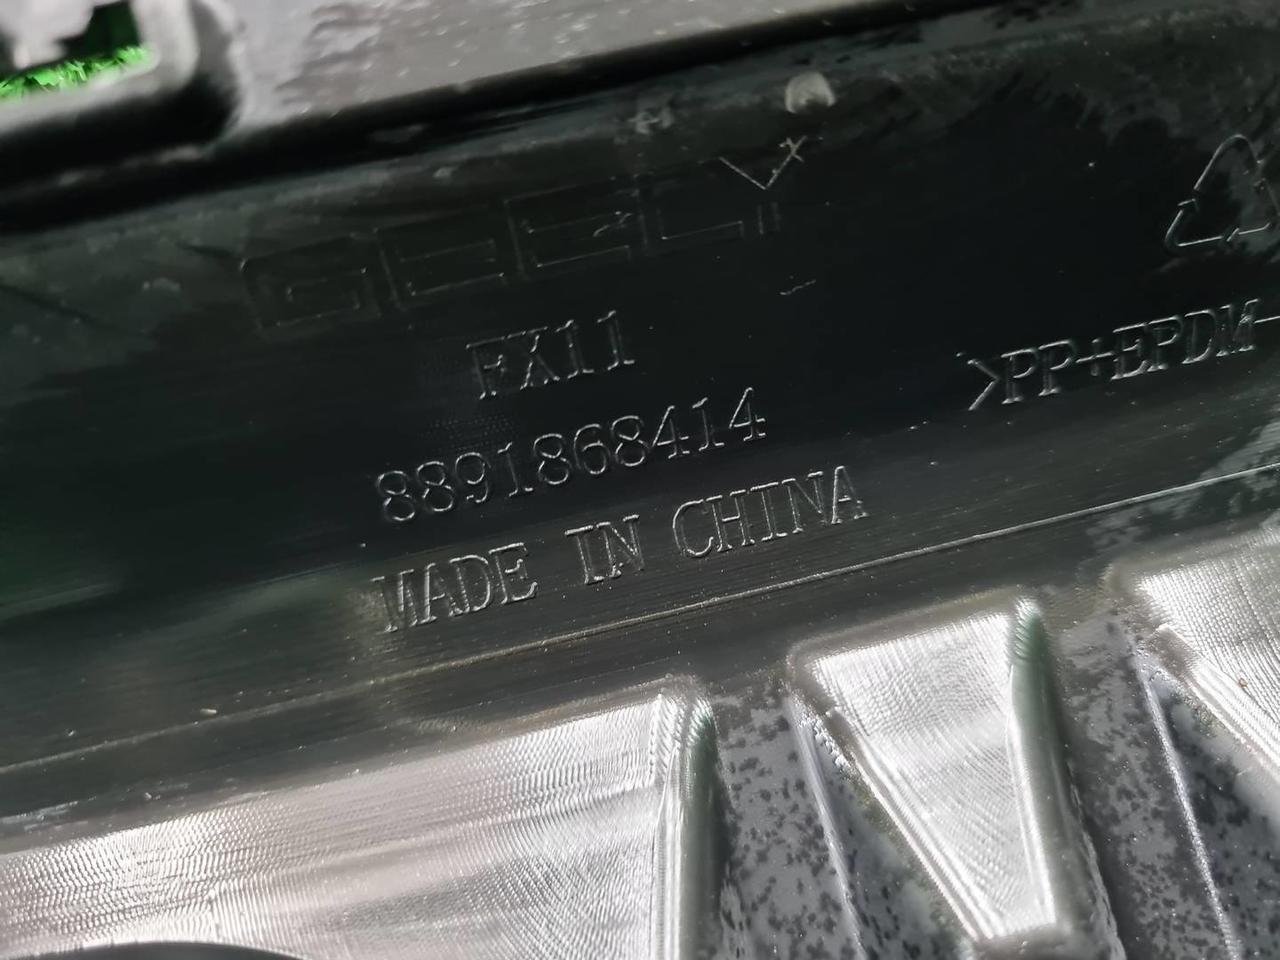 GEELY
FX11
8891868414
MADE IN CHINA
>PP+EPDM-